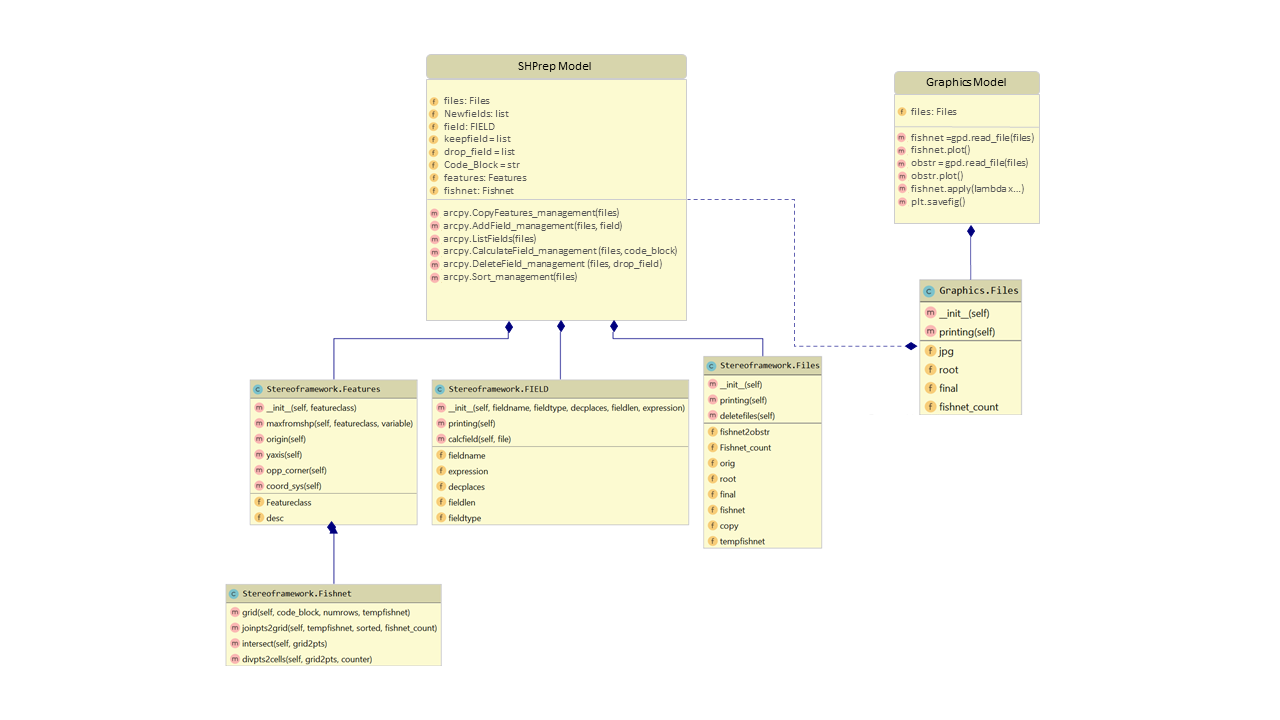 SHPrep Model
f files: Files
f Newfields: list
f field: FIELD
f keepfield = list
f drop_field = list
f Code_Block = str
f features: Features
f fishnet: Fishnet
m arcpy.CopyFeatures_management(files)
m arcpy.AddField_management(files, field)
m arcpy.ListFields(files)
m arcpy.CalculateField_management (files, code_block)
m arcpy.DeleteField_management (files, drop_field)
m arcpy.Sort_management(files)
Graphics Model
f files: Files
m fishnet =gpd.read_file(files)
m fishnet.plot()
m obstr = gpd.read_file(files)
m obstr.plot()
m fishnet.apply(lambda x...)
m plt.savefig()
C Graphics.Files
m __init__(self)
m printing(self)
f jpg
f root
f final
f fishnet_count
C Stereoframework.Features
m __init__(self, featureclass)
m maxfromshp(self, featureclass, variable)
m origin(self)
m yaxis(self)
m opp_corner(self)
m coord_sys(self)
f Featureclass
f desc
C Stereoframework.FIELD
m __init__(self, fieldname, fieldtype, decplaces, fieldlen, expression)
m printing(self)
m calcfield(self, file)
f fieldname
f expression
f decplaces
f fieldlen
f fieldtype
C Stereoframework.Files
m __init__(self)
m printing(self)
m deletefiles(self)
f fishnet2obstr
f Fishnet_count
f orig
f root
f final
f fishnet
f copy
f tempfishnet
C Stereoframework.Fishnet
m grid(self, code_block, numrows, tempfishnet)
m joinpts2grid(self, tempfishnet, sorted, fishnet_count)
m intersect(self, grid2pts)
m divpts2cells(self, grid2pts, counter)